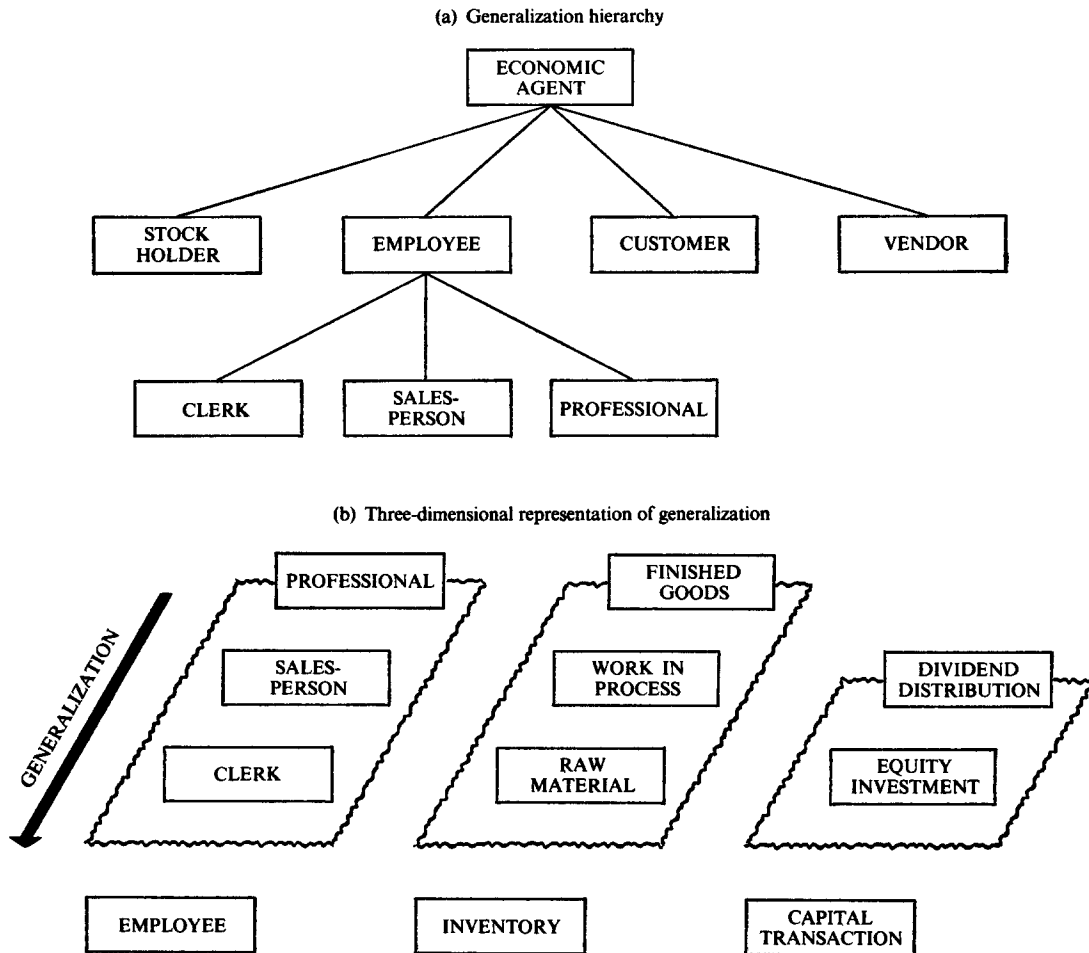 (a) Generalization hierarchy
ECONOMIC
AGENT
STOCK
HOLDER
EMPLOYEE
CUSTOMER
VENDOR
CLERK
SALES-
PERSON
PROFESSIONAL
(b) Three-dimensional representation of generalization
GENERALIZATION
PROFESSIONAL
SALES-
PERSON
CLERK
FINISHED
GOODS
WORK IN
PROCESS
RAW
MATERIAL
DIVIDEND
DISTRIBUTION
EQUITY
INVESTMENT
EMPLOYEE
INVENTORY
CAPITAL
TRANSACTION